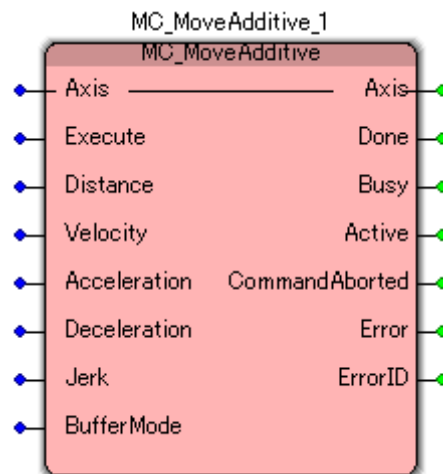 MC_MoveAdditive_1
MC_MoveAdditive
Axis Axis
Execute Done
Distance Busy
Velocity Active
Acceleration CommandAborted
Deceleration Error
Jerk ErrorID
BufferMode